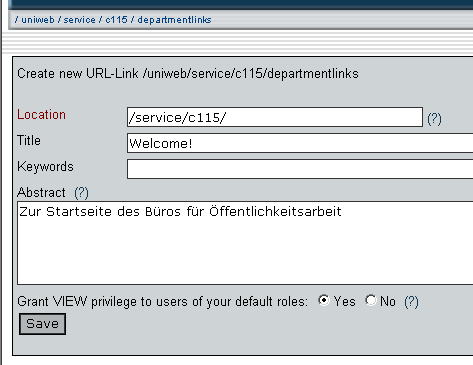 / uniweb / service / c115 / departmentlinks
Create new URL-Link /uniweb/service/c115/departmentlinks
Location /service/c115/ (?)
Title Welcome!
Keywords
Abstract (?)
Zur Startseite des Büros für Öffentlichkeitsarbeit
Grant VIEW privilege to users of your default roles: Yes No (?)
Save